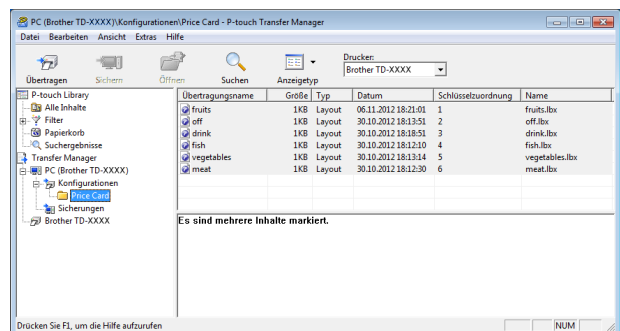 PC (Brother TD-XXXX)\Konfigurationen\Price Card - P-touch Transfer Manager
Datei Bearbeiten Ansicht Extras Hilfe
Übertragen Sichern Öffnen Suchen Anzeigetyp
Drucker:
Brother TD-XXXX
P-touch Library
Alle Inhalte
Filter
Papierkorb
Suchergebnisse
Transfer Manager
PC (Brother TD-XXXX)
Konfigurationen
Price Card
Sicherungen
Brother TD-XXXX
Übertragungsname Größe Typ Datum Schlüsselzuordnung Name
fruits 1KB Layout 06.11.2012 18:21:01 1 fruits.lbx
off 1KB Layout 30.10.2012 18:13:51 2 off.lbx
drink 1KB Layout 30.10.2012 18:18:51 3 drink.lbx
fish 1KB Layout 30.10.2012 18:12:10 4 fish.lbx
vegetables 1KB Layout 30.10.2012 18:13:14 5 vegetables.lbx
meat 1KB Layout 30.10.2012 18:12:30 6 meat.lbx
Es sind mehrere Inhalte markiert.
Drücken Sie F1, um die Hilfe aufzurufen
NUM